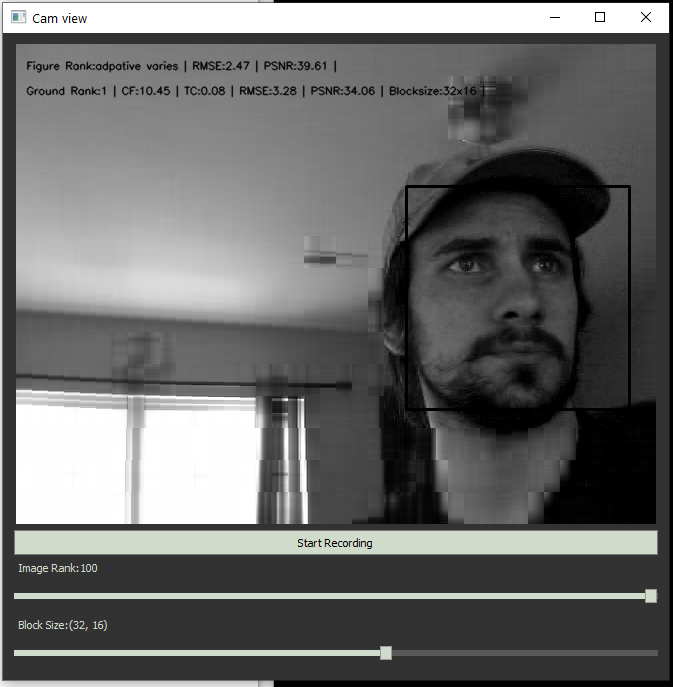 Cam view
Figure Rank:adpative varies | RMSE:2.47 | PSNR:39.61 |
Ground Rank:1 | CF:10.45 | TC:0.08 | RMSE:3.28 | PSNR:34.06 | Blocksize:32x16 |
Start Recording
Image Rank:100
Block Size:(32, 16)